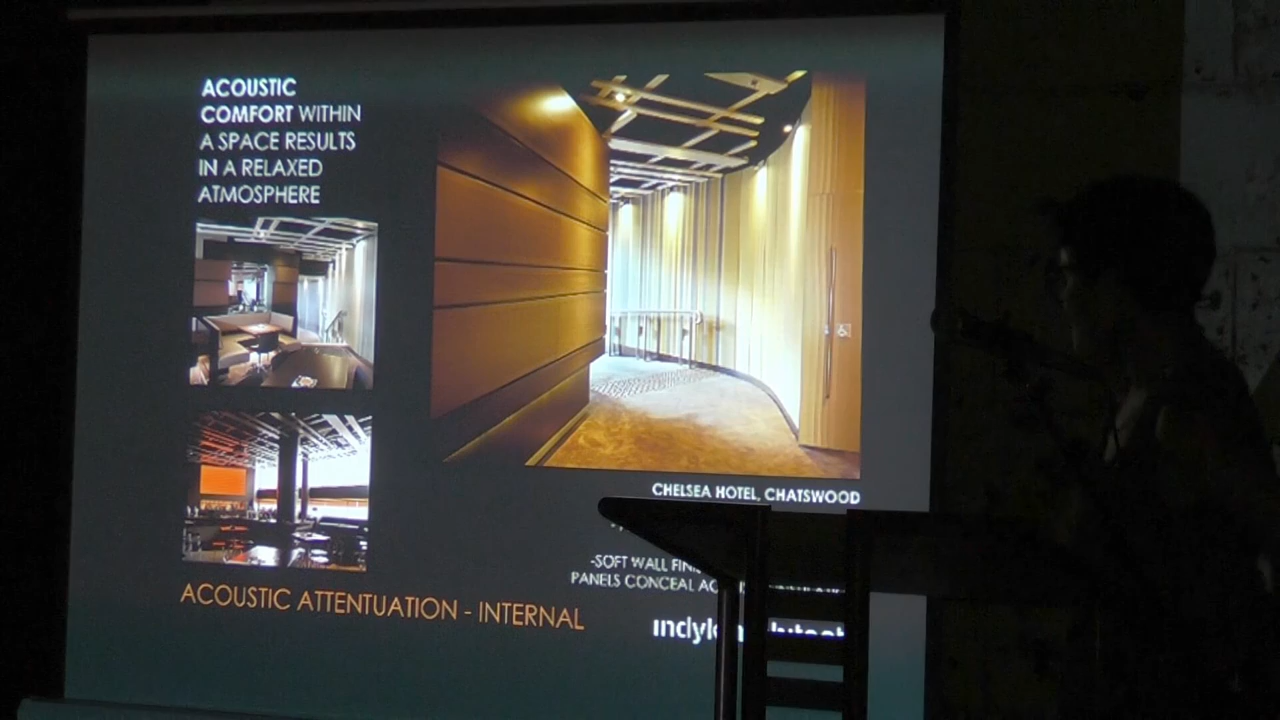 ACOUSTIC
COMFORT WITHIN
A SPACE RESULTS
IN A RELAXED
ATMOSPHERE
CHELSEA HOTEL, CHATSWOOD
-SOFT WALL
PANELS CONCEAL
ACOUSTIC ATTENTUATION - INTERNAL